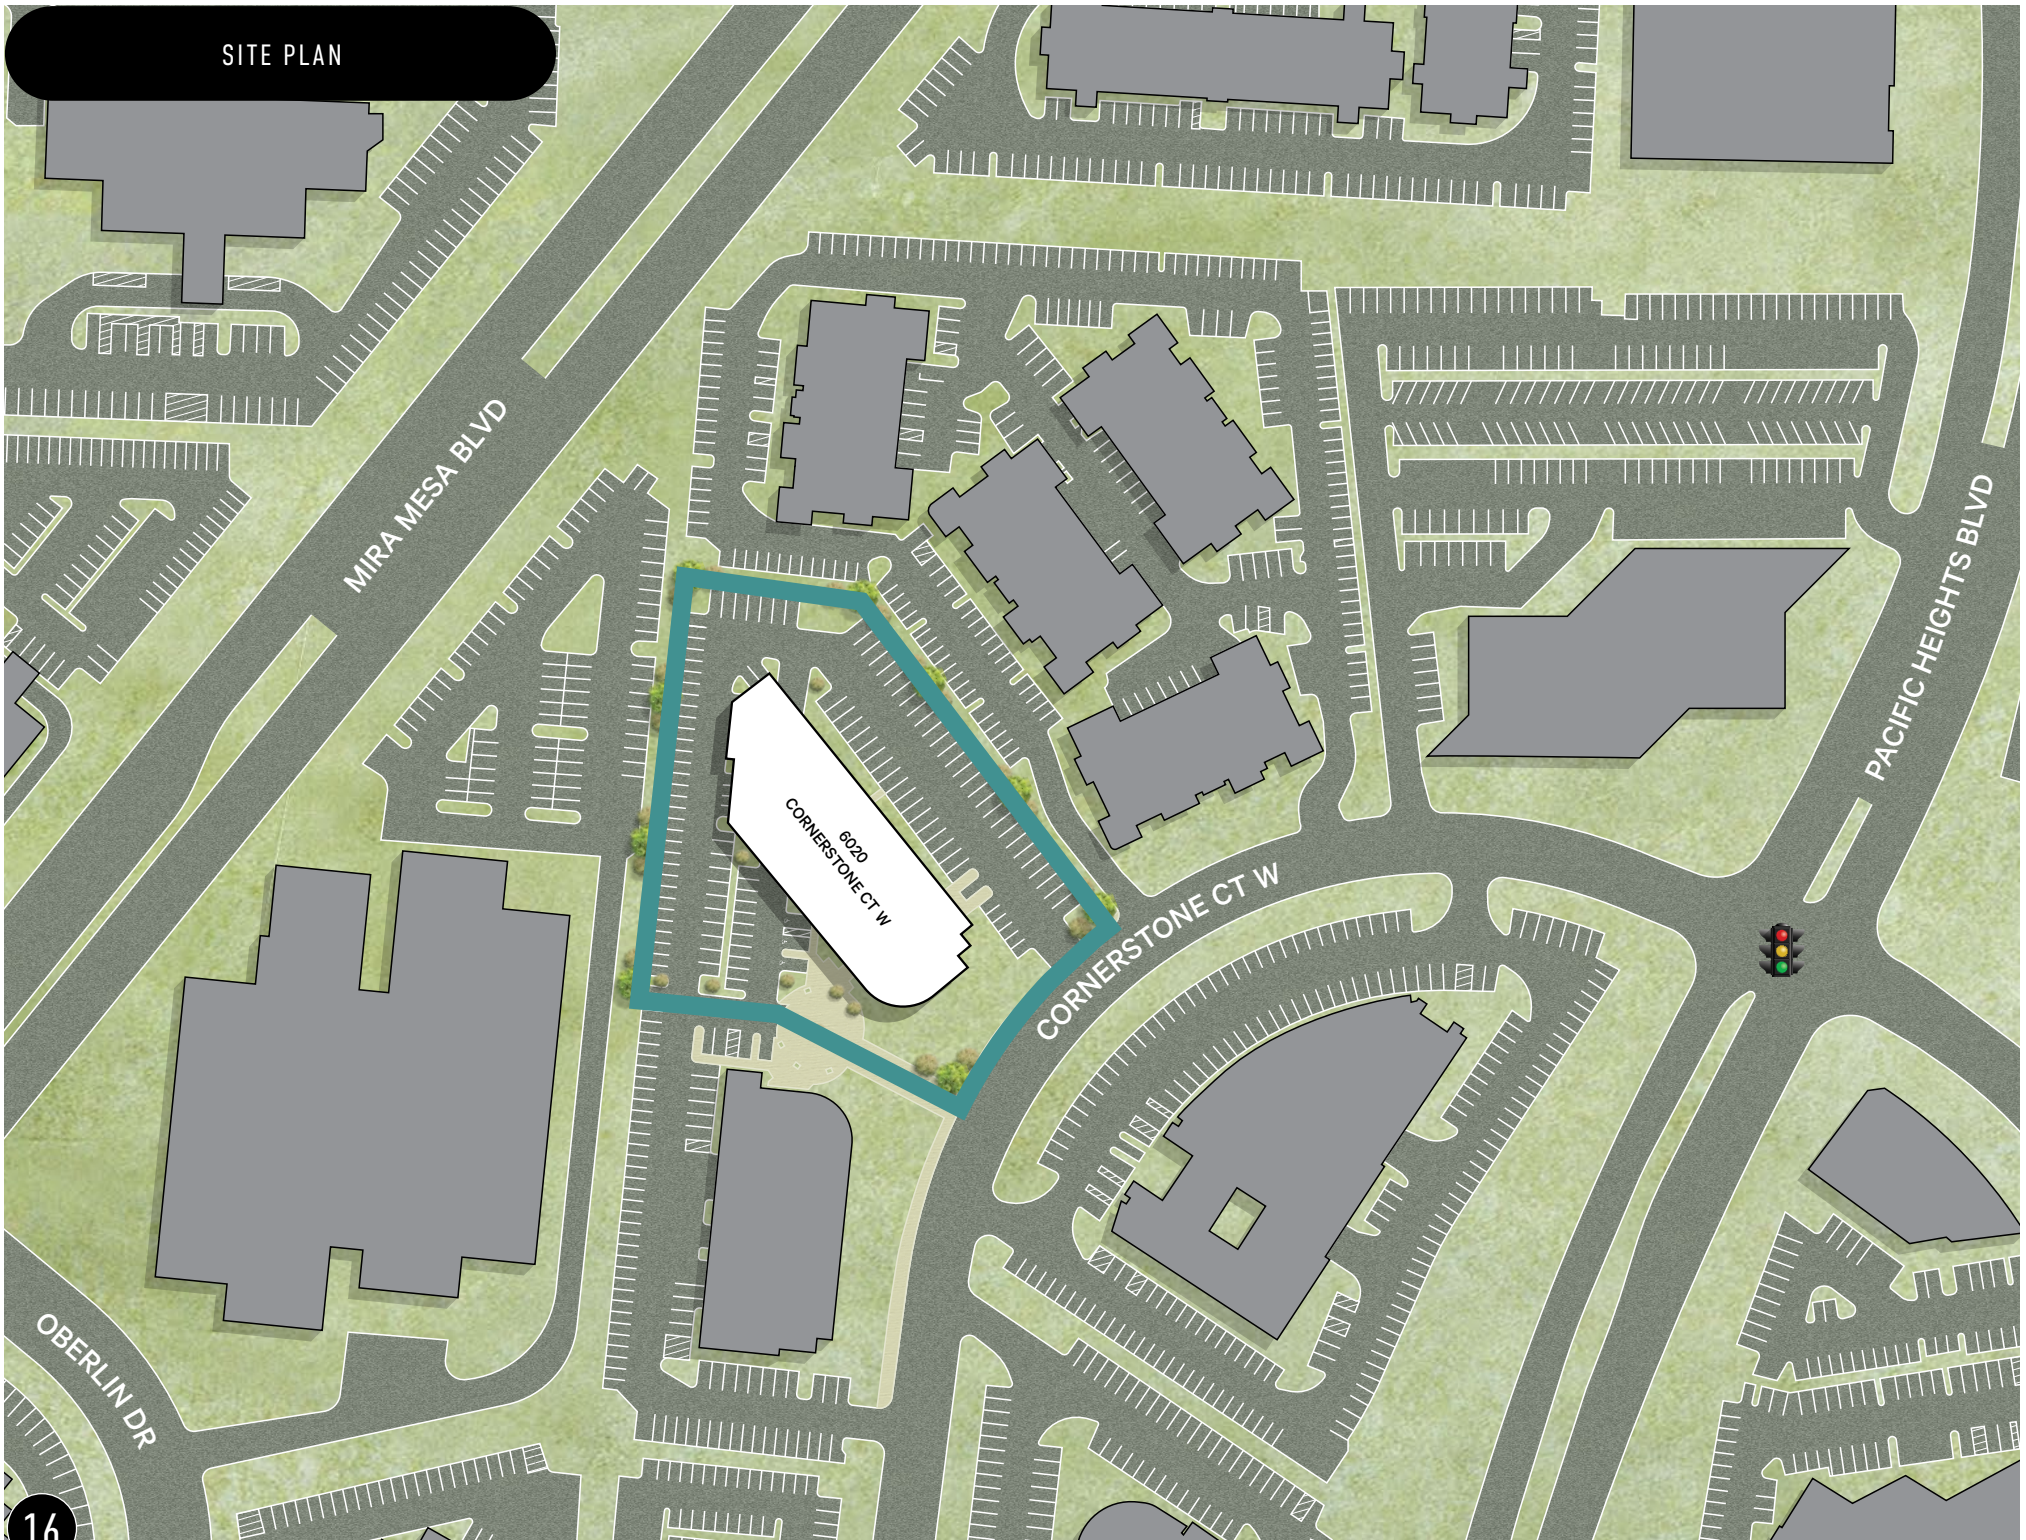 SITE PLAN
MIRA MESA BLVD
PACIFIC HEIGHTS BLVD
6020
CORNERSTONE CT W
CORNERSTONE CT W
OBERLIN DR
16